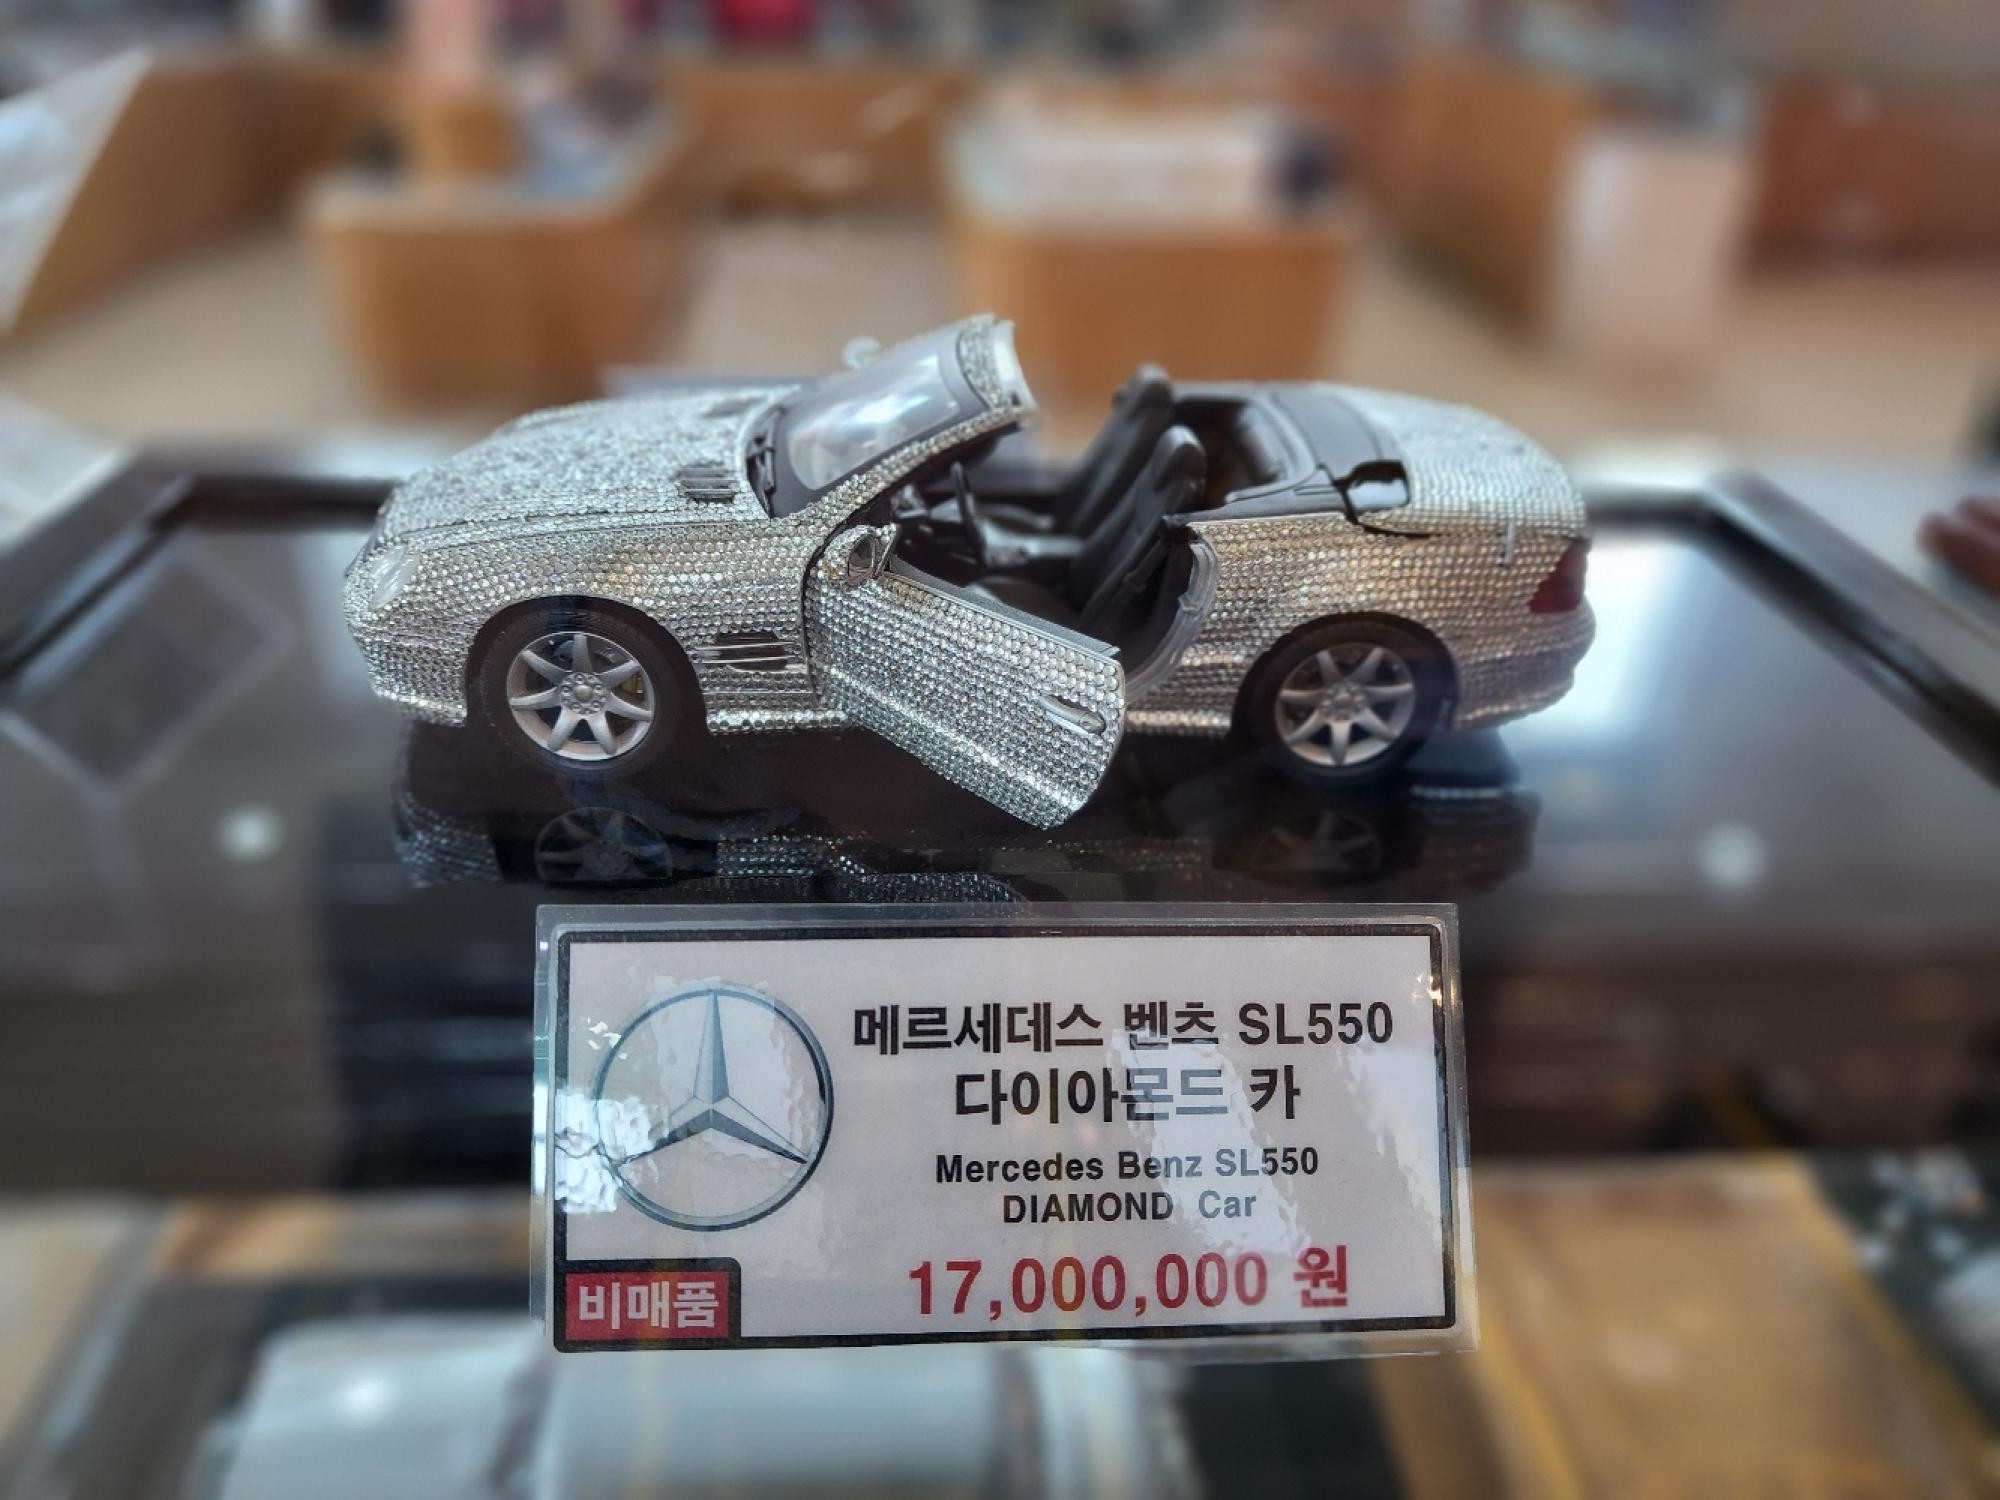 메르세데스 벤츠 SL550
다이아몬드 카
Mercedes Benz SL550
DIAMOND Car
17,000,000 원
비매품